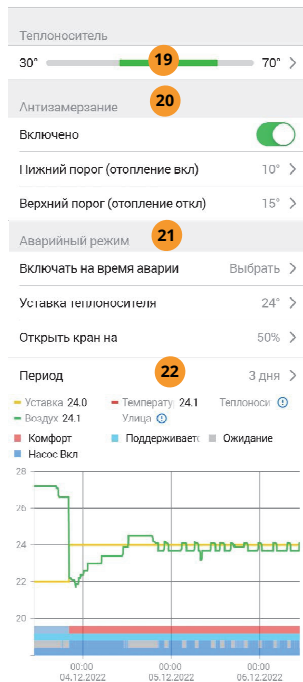 Теплоноситель
30° 19 70°
Антизамерзание 20
Включено
Нижний порог (отопление вкл) 10°
Верхний порог (отопление откл) 15°
Аварийный режим 21
Включать на время аварии Выбрать
Уставка теплоносителя 24°
Открыть кран на 50%
Период 22 3 дня
Уставка 24.0 Температу 24.1 Теплоноси
Воздух 24.1 Улица
Комфорт Поддерживаетс Ожидание
Насос Вкл
28
26
24
22
20
00:00 00:00 00:00
04.12.2022 05.12.2022 06.12.2022